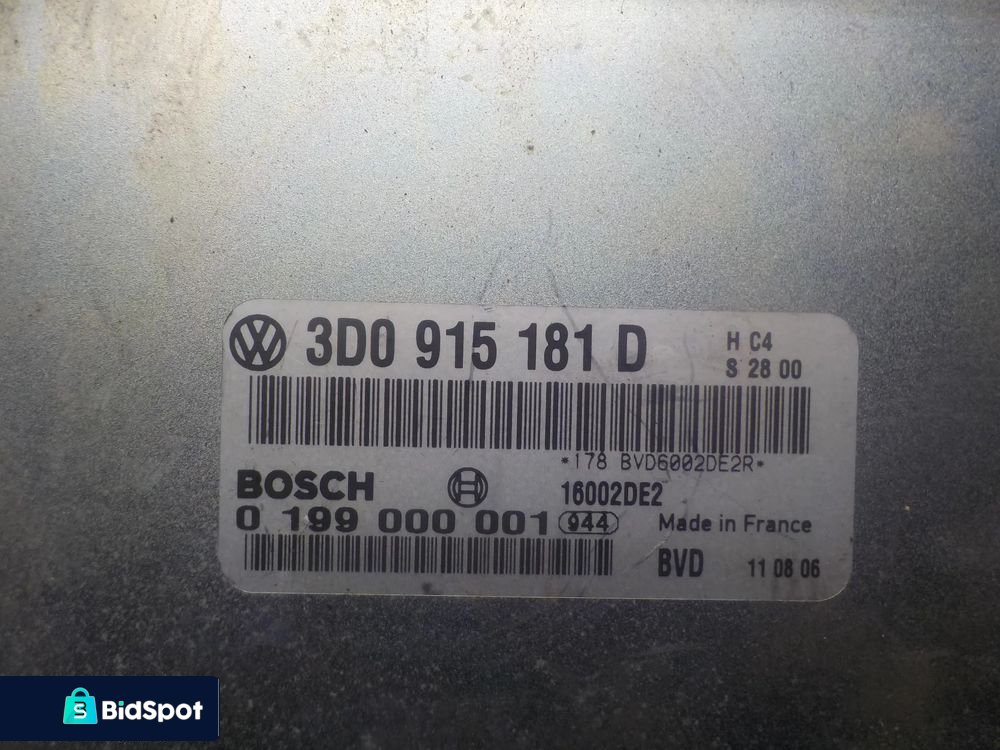 3D0 915 181 D
H C4
S 28 00
*178 BVD6002DE2R*
BOSCH
16002DE2
0 199 000 001 944
Made in France
BVD 11 08 06
S BidSpot